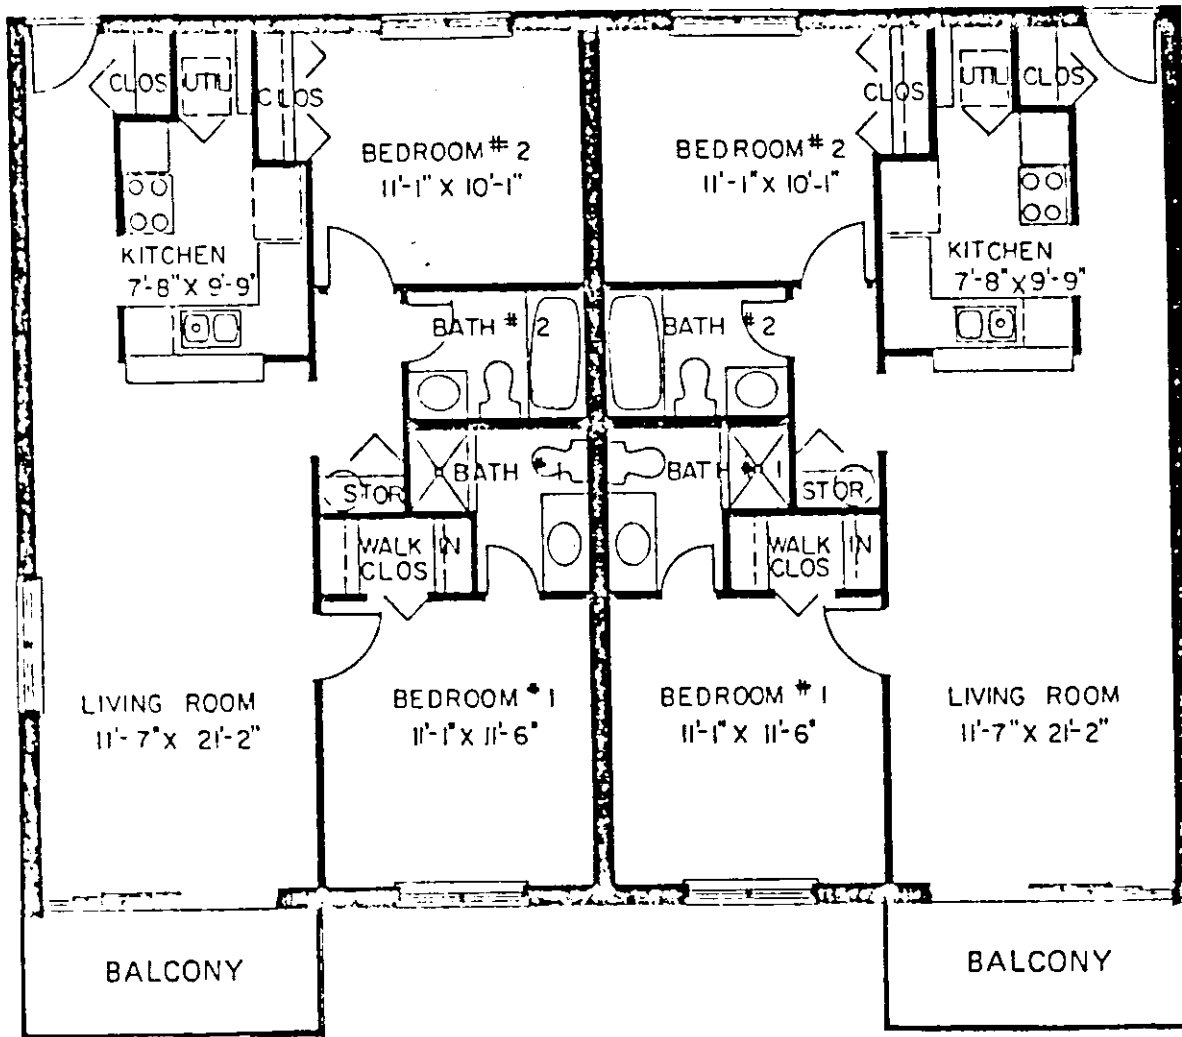 CLOS
UTIL
CLOS
BEDROOM #2
11'-1" X 10'-1"
KITCHEN
7'-8" X 9'-9"
BATH #2
BATH #1
STOR
WALK IN
CLOS
LIVING ROOM
11'-7" X 21'-2"
BEDROOM #1
11'-1" X 11'-6"
BALCONY
BEDROOM #2
11'-1" X 10'-1"
CLOS
UTIL
CLOS
KITCHEN
7'-8" X 9'-9"
BATH #2
BATH #1
STOR
WALK IN
CLOS
BEDROOM #1
11'-1" X 11'-6"
LIVING ROOM
11'-7" X 21'-2"
BALCONY